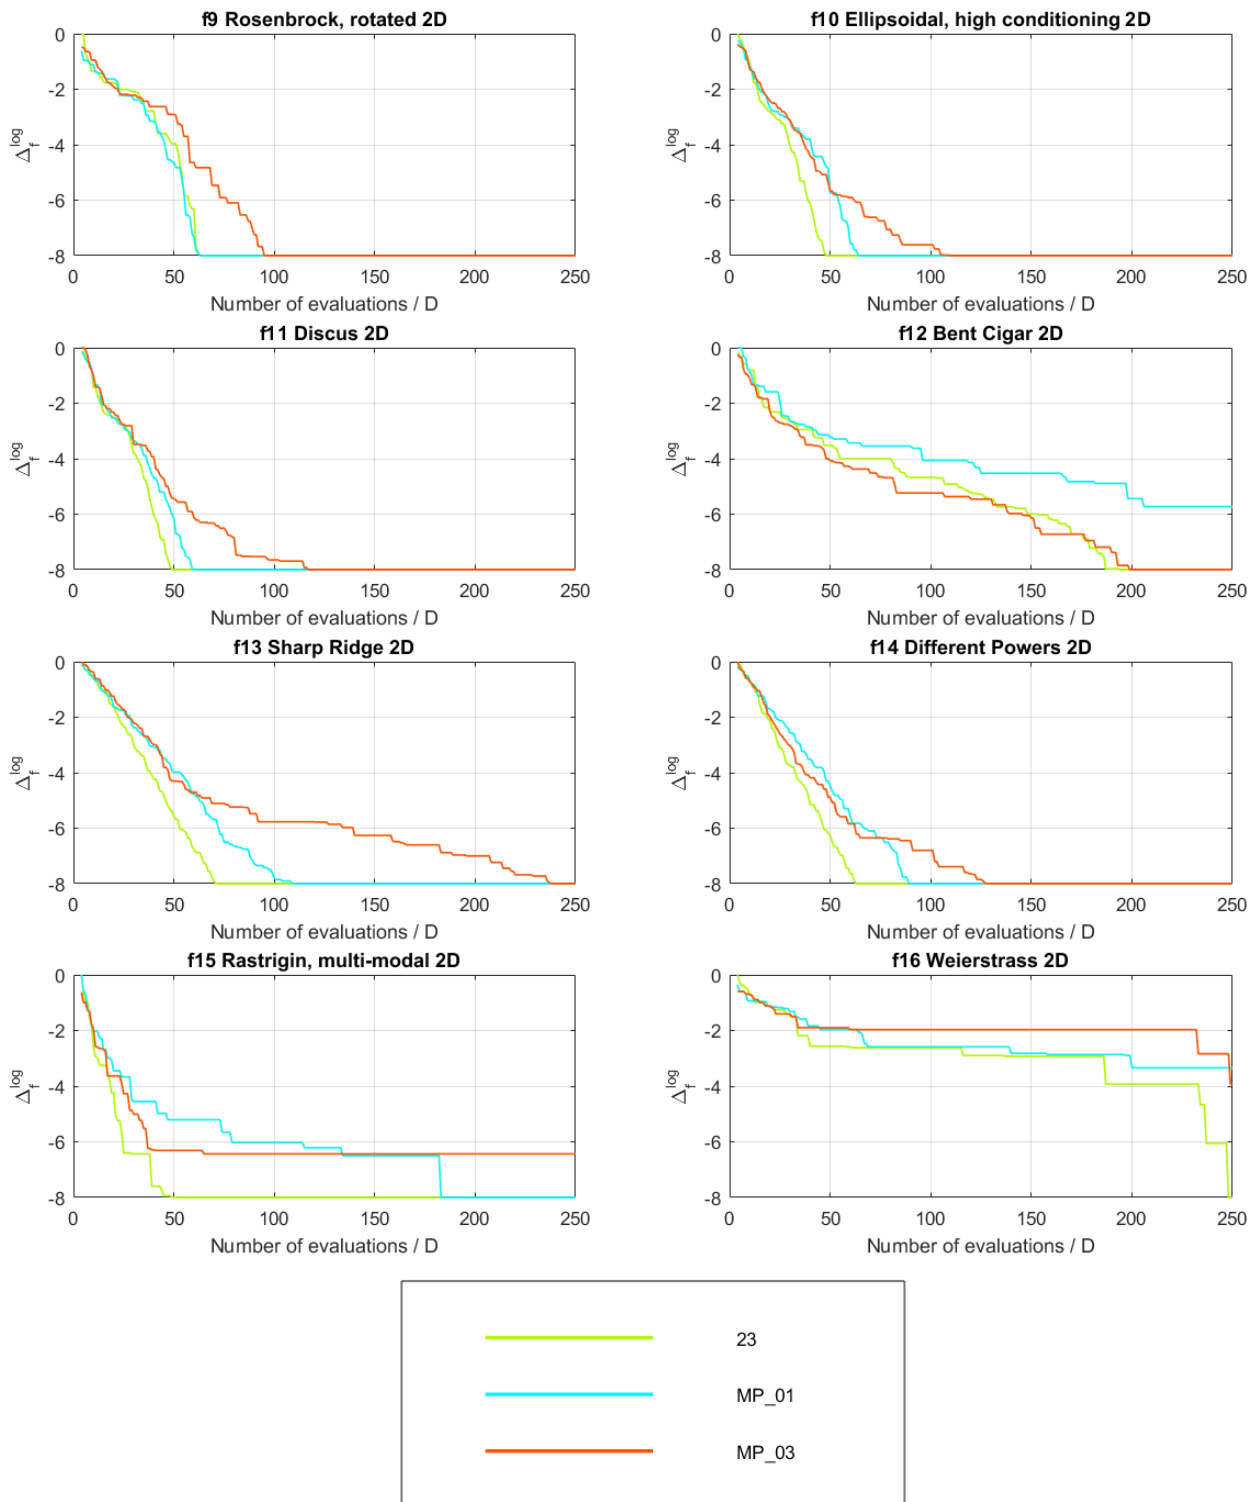 f9 Rosenbrock, rotated 2D
0
-2
-4
-6
-8
Δf log
0 50 100 150 200 250
Number of evaluations / D
f10 Ellipsoidal, high conditioning 2D
0
-2
-4
-6
-8
Δf log
0 50 100 150 200 250
Number of evaluations / D
f11 Discus 2D
0
-2
-4
-6
-8
Δf log
0 50 100 150 200 250
Number of evaluations / D
f12 Bent Cigar 2D
0
-2
-4
-6
-8
Δf log
0 50 100 150 200 250
Number of evaluations / D
f13 Sharp Ridge 2D
0
-2
-4
-6
-8
Δf log
0 50 100 150 200 250
Number of evaluations / D
f14 Different Powers 2D
0
-2
-4
-6
-8
Δf log
0 50 100 150 200 250
Number of evaluations / D
f15 Rastrigin, multi-modal 2D
0
-2
-4
-6
-8
Δf log
0 50 100 150 200 250
Number of evaluations / D
f16 Weierstrass 2D
0
-2
-4
-6
-8
Δf log
0 50 100 150 200 250
Number of evaluations / D
23
MP_01
MP_03